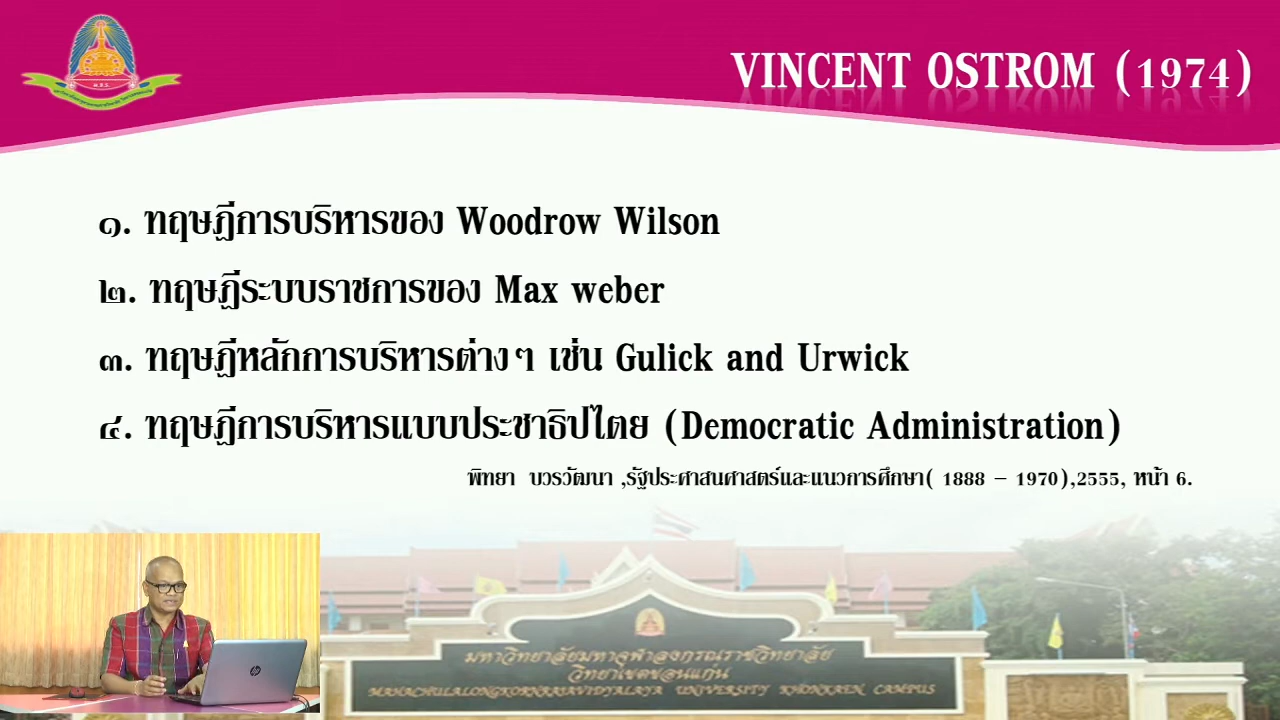 VINCENT OSTROM (1974)
๑. ทฤษฎีการบริหารของ Woodrow Wilson
๒. ทฤษฎีระบบราชการของ Max weber
๓. ทฤษฎีหลักการบริหารต่างๆ เช่น Gulick and Urwick
๔. ทฤษฎีการบริหารแบบประชาธิปไตย (Democratic Administration)
พิทยา บวรวัฒนา ,รัฐประศาสนศาสตร์และแนวการศึกษา( 1888 – 1970),2555, หน้า 6.
มหาวิทยาลัยมหาจุฬาลงกรณราชวิทยาลัย
วิทยาเขตขอนแก่น
MAHACHULALONGKORNRAJAVIDYALAYA UNIVERSITY KHONKAEN CAMPUS
hp